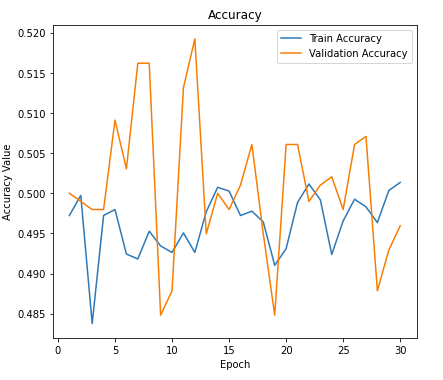 Accuracy
Train Accuracy
Validation Accuracy
0.520
0.515
0.510
0.505
0.500
0.495
0.490
0.485
Accuracy Value
0 5 10 15 20 25 30
Epoch